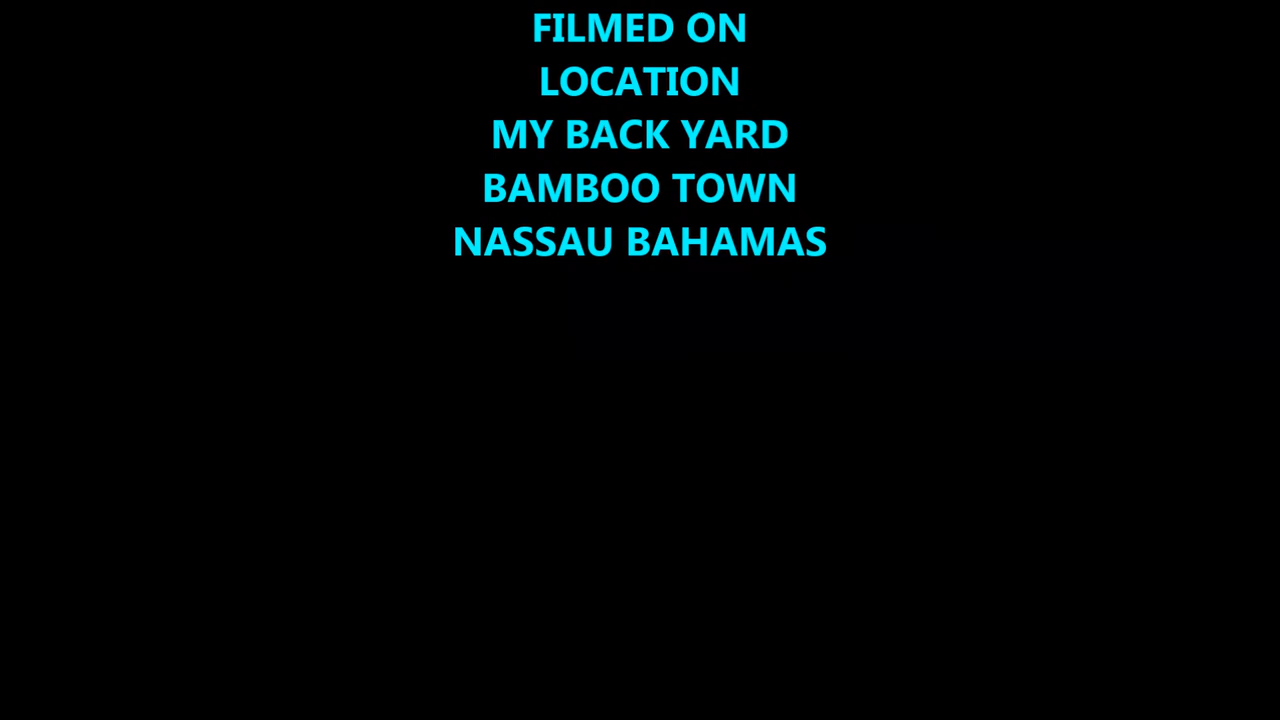 FILMED ON
LOCATION
MY BACK YARD
BAMBOO TOWN
NASSAU BAHAMAS